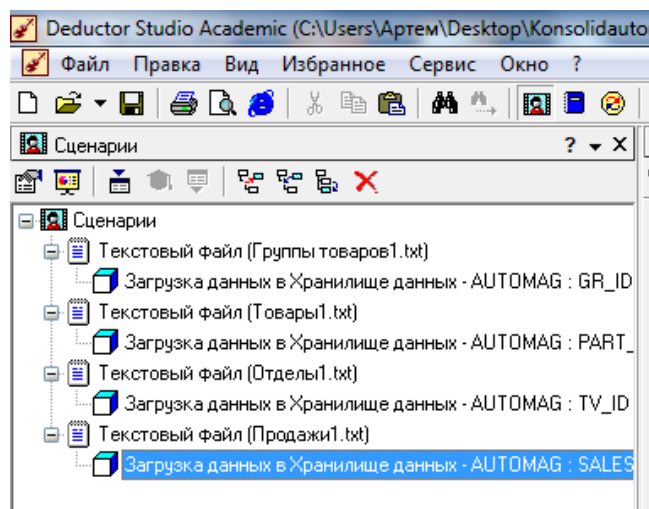 Deductor Studio Academic (C:\Users\Артем\Desktop\Konsolidauto
Файл Правка Вид Избранное Сервис Окно ?
Сценарии ? X
Сценарии
Текстовый файл (Группы товаров1.txt)
Загрузка данных в Хранилище данных - AUTOMAG : GR_ID
Текстовый файл (Товары1.txt)
Загрузка данных в Хранилище данных - AUTOMAG : PART_
Текстовый файл (Отделы1.txt)
Загрузка данных в Хранилище данных - AUTOMAG : TV_ID
Текстовый файл (Продажи1.txt)
Загрузка данных в Хранилище данных - AUTOMAG : SALES